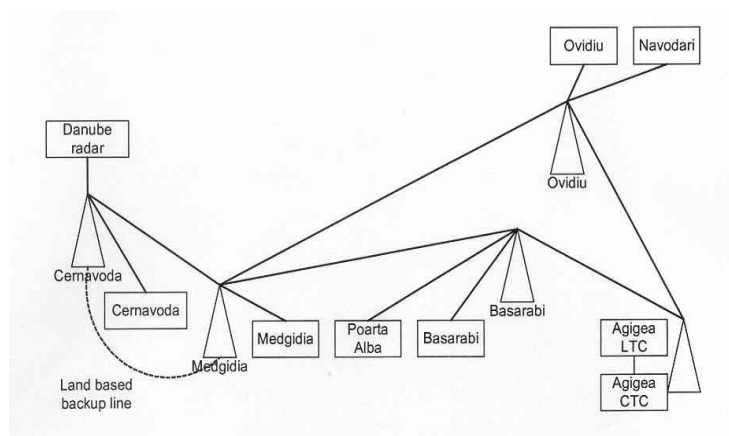 Ovidiu
Navodari
Danube
radar
Ovidiu
Cernavoda
Cernavoda
Medgidia
Medgidia
Poarta
Alba
Basarabi
Basarabi
Agigea
LTC
Agigea
CTC
Land based
backup line